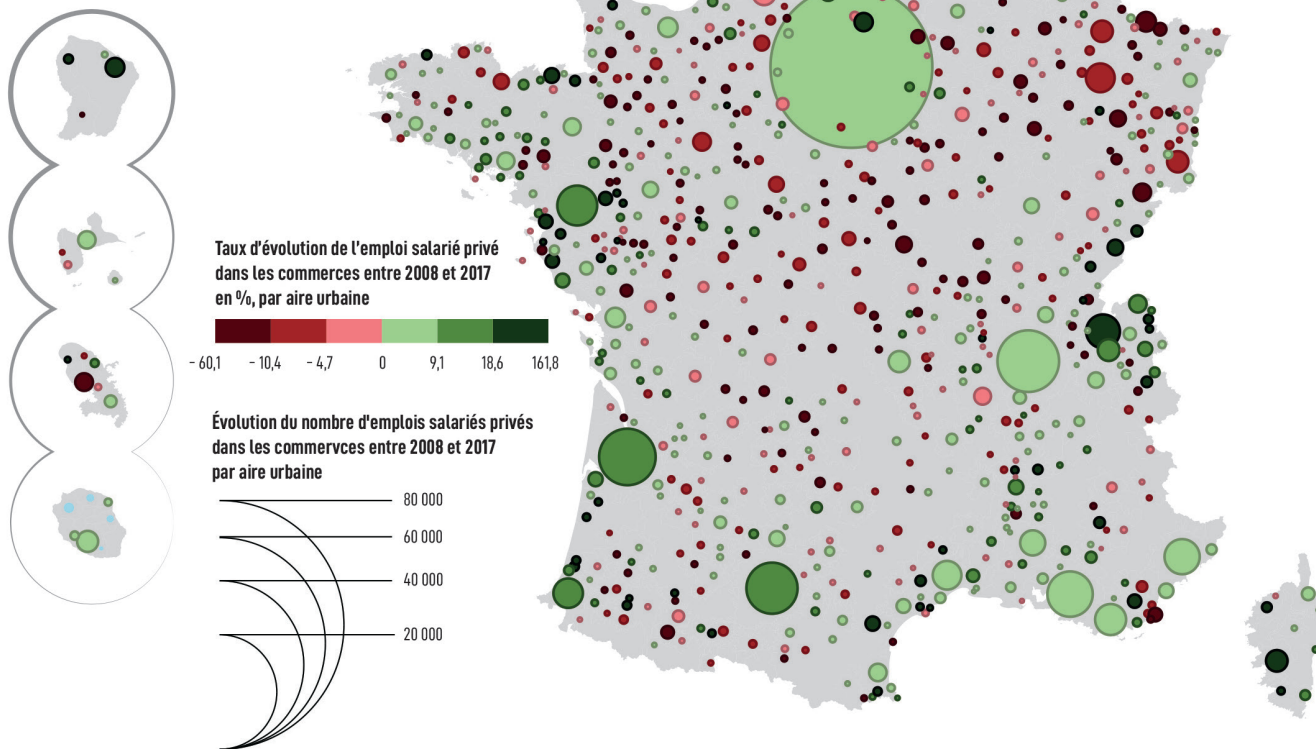 Taux d'évolution de l'emploi salarié privé
dans les commerces entre 2008 et 2017
en %, par aire urbaine
− 60,1 − 10,4 − 4,7 0 9,1 18,6 161,8
Évolution du nombre d'emplois salariés privés
dans les commervces entre 2008 et 2017
par aire urbaine
80 000
60 000
40 000
20 000